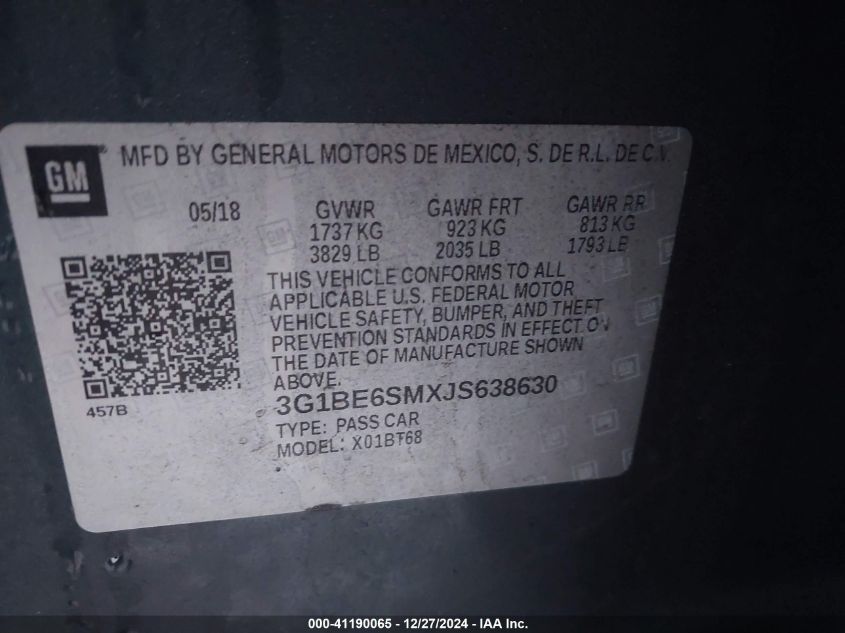 GM MFD BY GENERAL MOTORS DE MEXICO, S. DE R.L. DE C.V.
05/18 GVWR GAWR FRT GAWR RR
1737 KG 923 KG 813 KG
3829 LB 2035 LB 1793 LB
THIS VEHICLE CONFORMS TO ALL
APPLICABLE U.S. FEDERAL MOTOR
VEHICLE SAFETY, BUMPER, AND THEFT
PREVENTION STANDARDS IN EFFECT ON
THE DATE OF MANUFACTURE SHOWN
ABOVE.
457B
3G1BE6SMXJS638630
TYPE: PASS CAR
MODEL: X01BT68
000-41190065 - 12/27/2024 - IAA Inc.